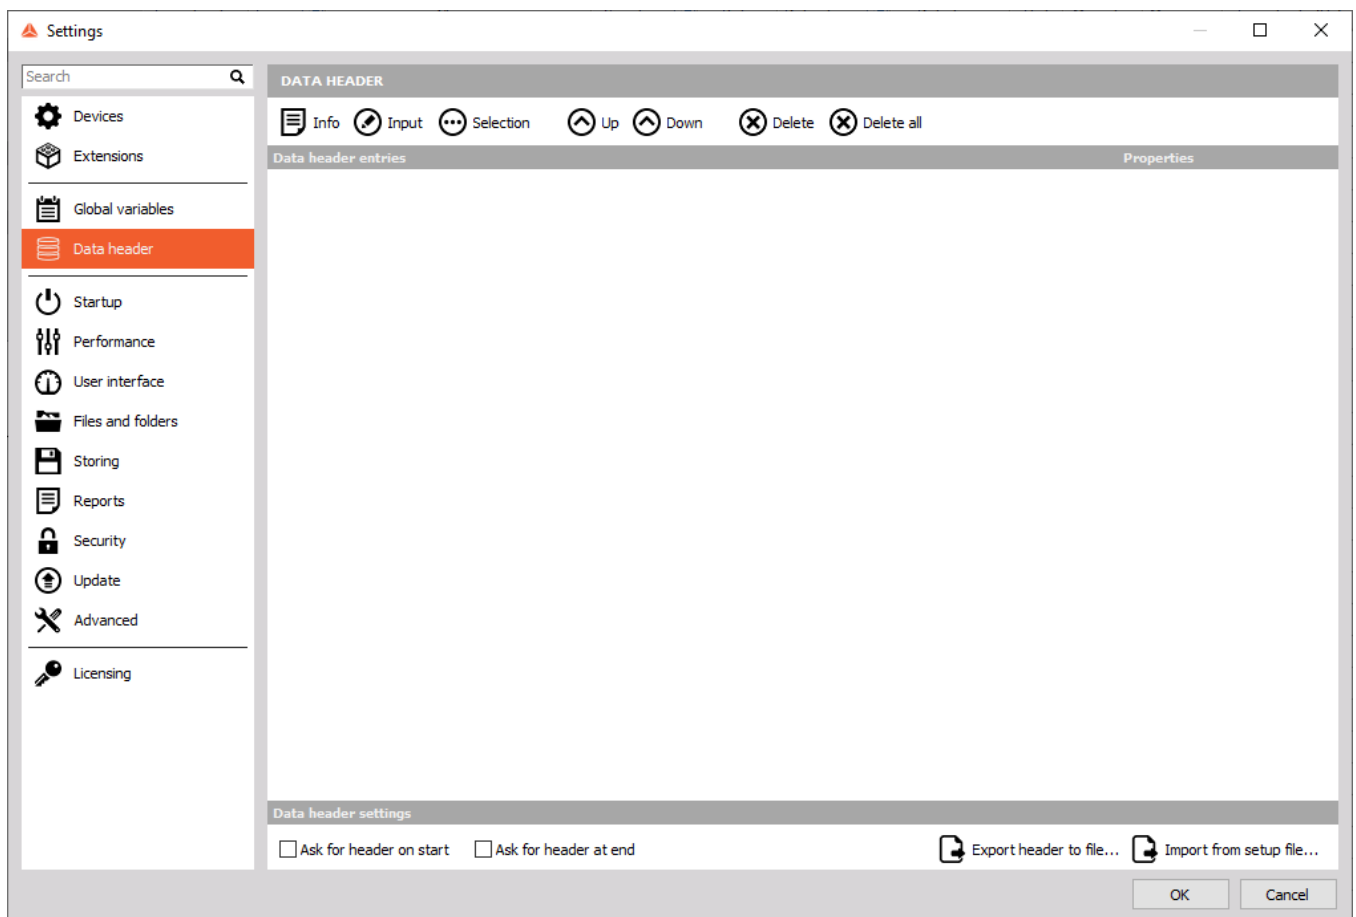 Settings
Search
Devices
Extensions
Global variables
Data header
Startup
Performance
User interface
Files and folders
Storing
Reports
Security
Update
Advanced
Licensing
DATA HEADER
Info Input Selection Up Down Delete Delete all
Data header entries Properties
Data header settings
Ask for header on start Ask for header at end Export header to file... Import from setup file...
OK Cancel